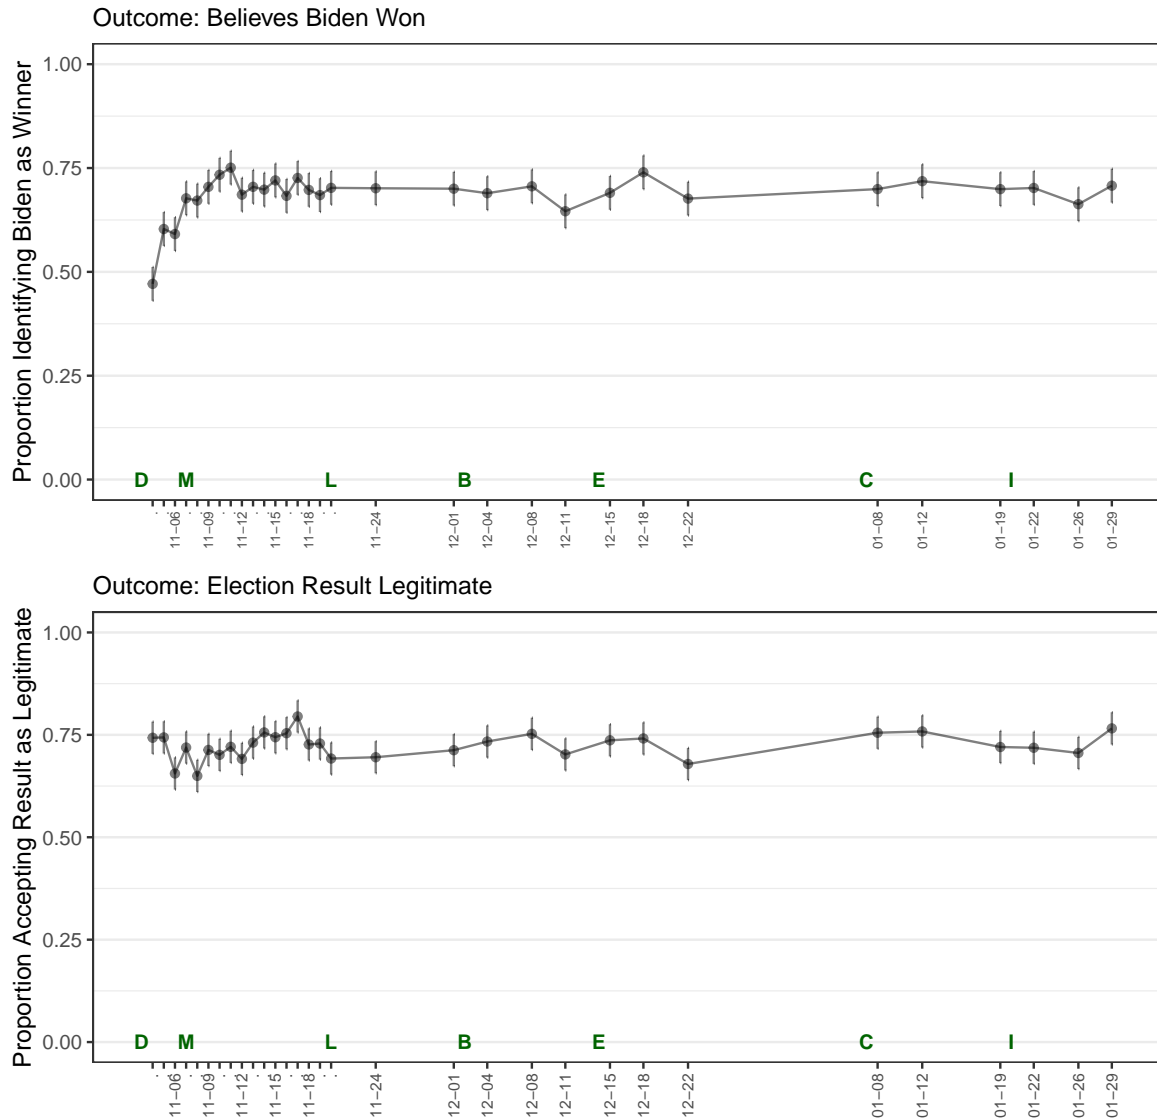 Outcome: Believes Biden Won
Proportion Identifying Biden as Winner
1.00
0.75
0.50
0.25
0.00
D M L B E C I
. 11−06 . 11−09 . 11−12 . 11−15 . 11−18 . 11−24 12−01 12−04 12−08 12−11 12−15 12−18 12−22 01−08 01−12 01−19 01−22 01−26 01−29
Outcome: Election Result Legitimate
Proportion Accepting Result as Legitimate
1.00
0.75
0.50
0.25
0.00
D M L B E C I
. 11−06 . 11−09 . 11−12 . 11−15 . 11−18 . 11−24 12−01 12−04 12−08 12−11 12−15 12−18 12−22 01−08 01−12 01−19 01−22 01−26 01−29